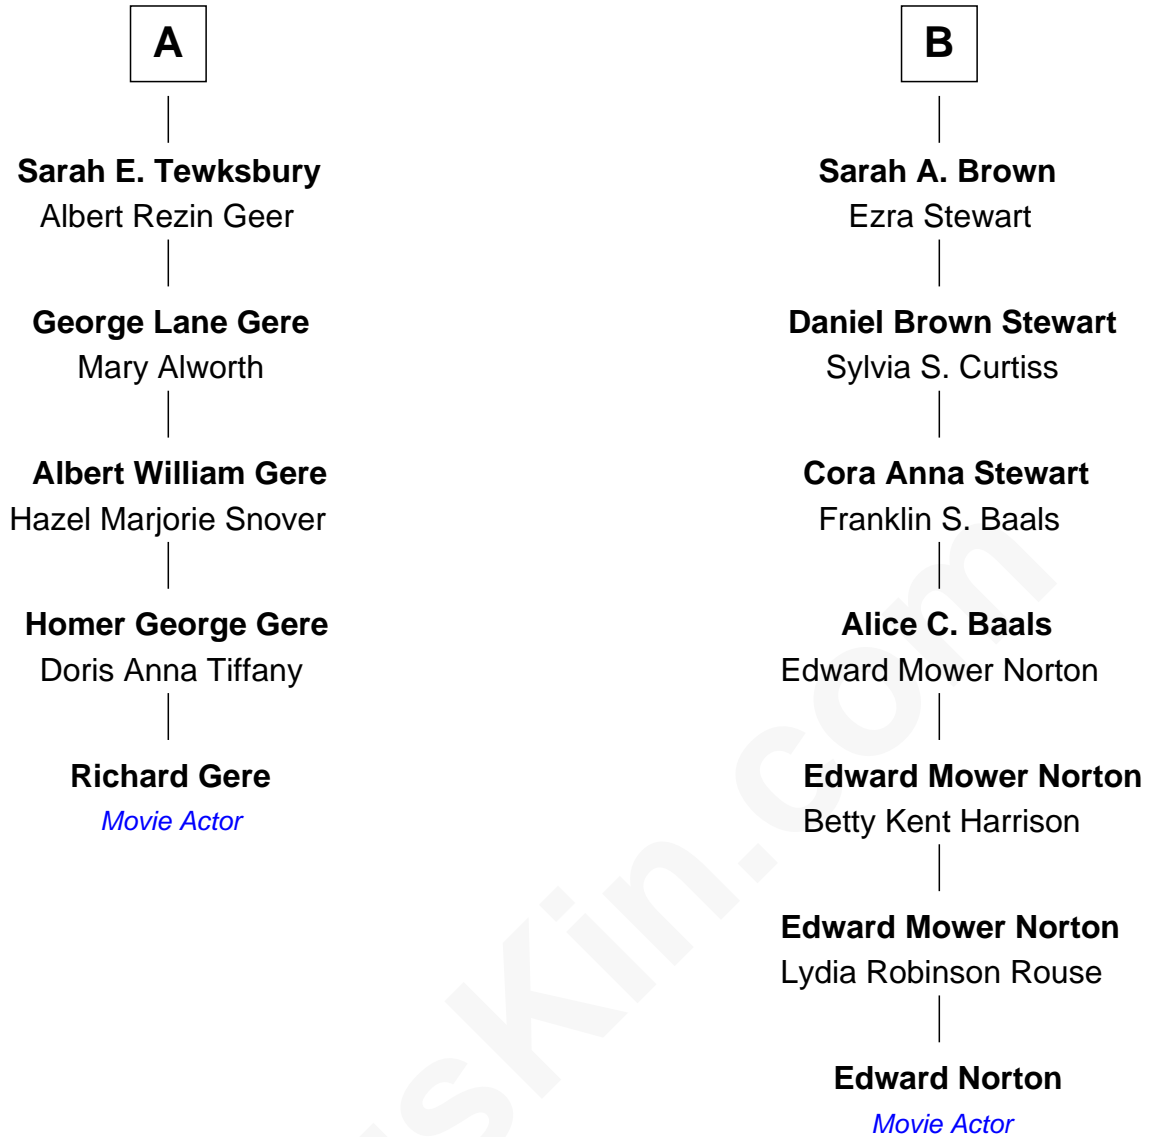 A
Sarah E. Tewksbury
Albert Rezin Geer
George Lane Gere
Mary Alworth
Albert William Gere
Hazel Marjorie Snover
Homer George Gere
Doris Anna Tiffany
Richard Gere
Movie Actor
B
Sarah A. Brown
Ezra Stewart
Daniel Brown Stewart
Sylvia S. Curtiss
Cora Anna Stewart
Franklin S. Baals
Alice C. Baals
Edward Mower Norton
Edward Mower Norton
Betty Kent Harrison
Edward Mower Norton
Lydia Robinson Rouse
Edward Norton
Movie Actor